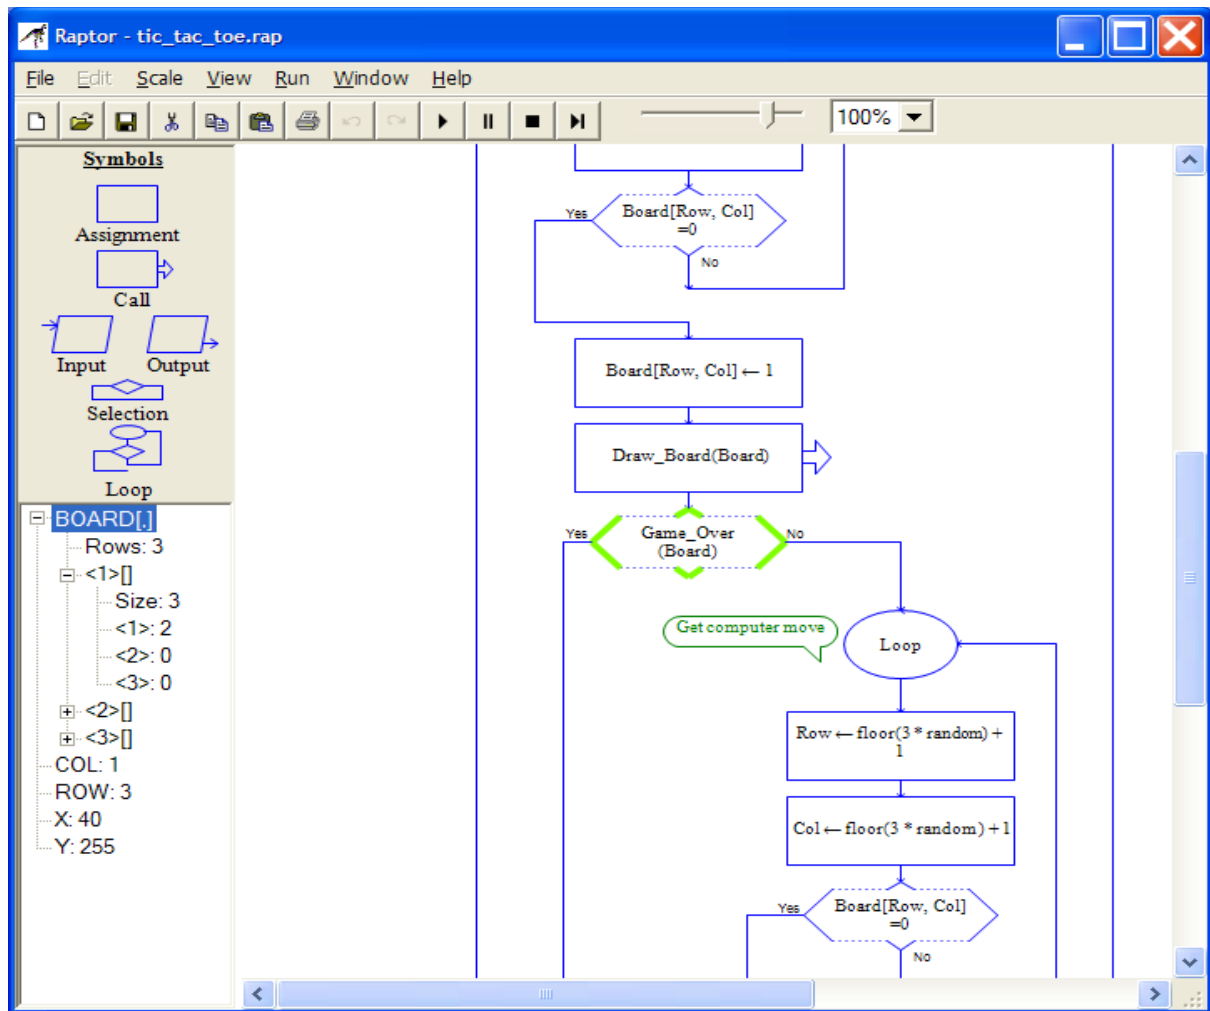 Raptor - tic_tac_toe.rap
File Edit Scale View Run Window Help
100%
Symbols
Assignment
Call
Input Output
Selection
Loop
BOARD[,]
Rows: 3
<1>[]
Size: 3
<1>: 2
<2>: 0
<3>: 0
<2>[]
<3>[]
COL: 1
ROW: 3
X: 40
Y: 255
Yes
Board[Row, Col]
=0
No
Board[Row, Col] ← 1
Draw_Board(Board)
Yes
Game_Over
(Board)
No
Get computer move
Loop
Row ← floor(3 * random) +
1
Col ← floor(3 * random) + 1
Yes
Board[Row, Col]
=0
No